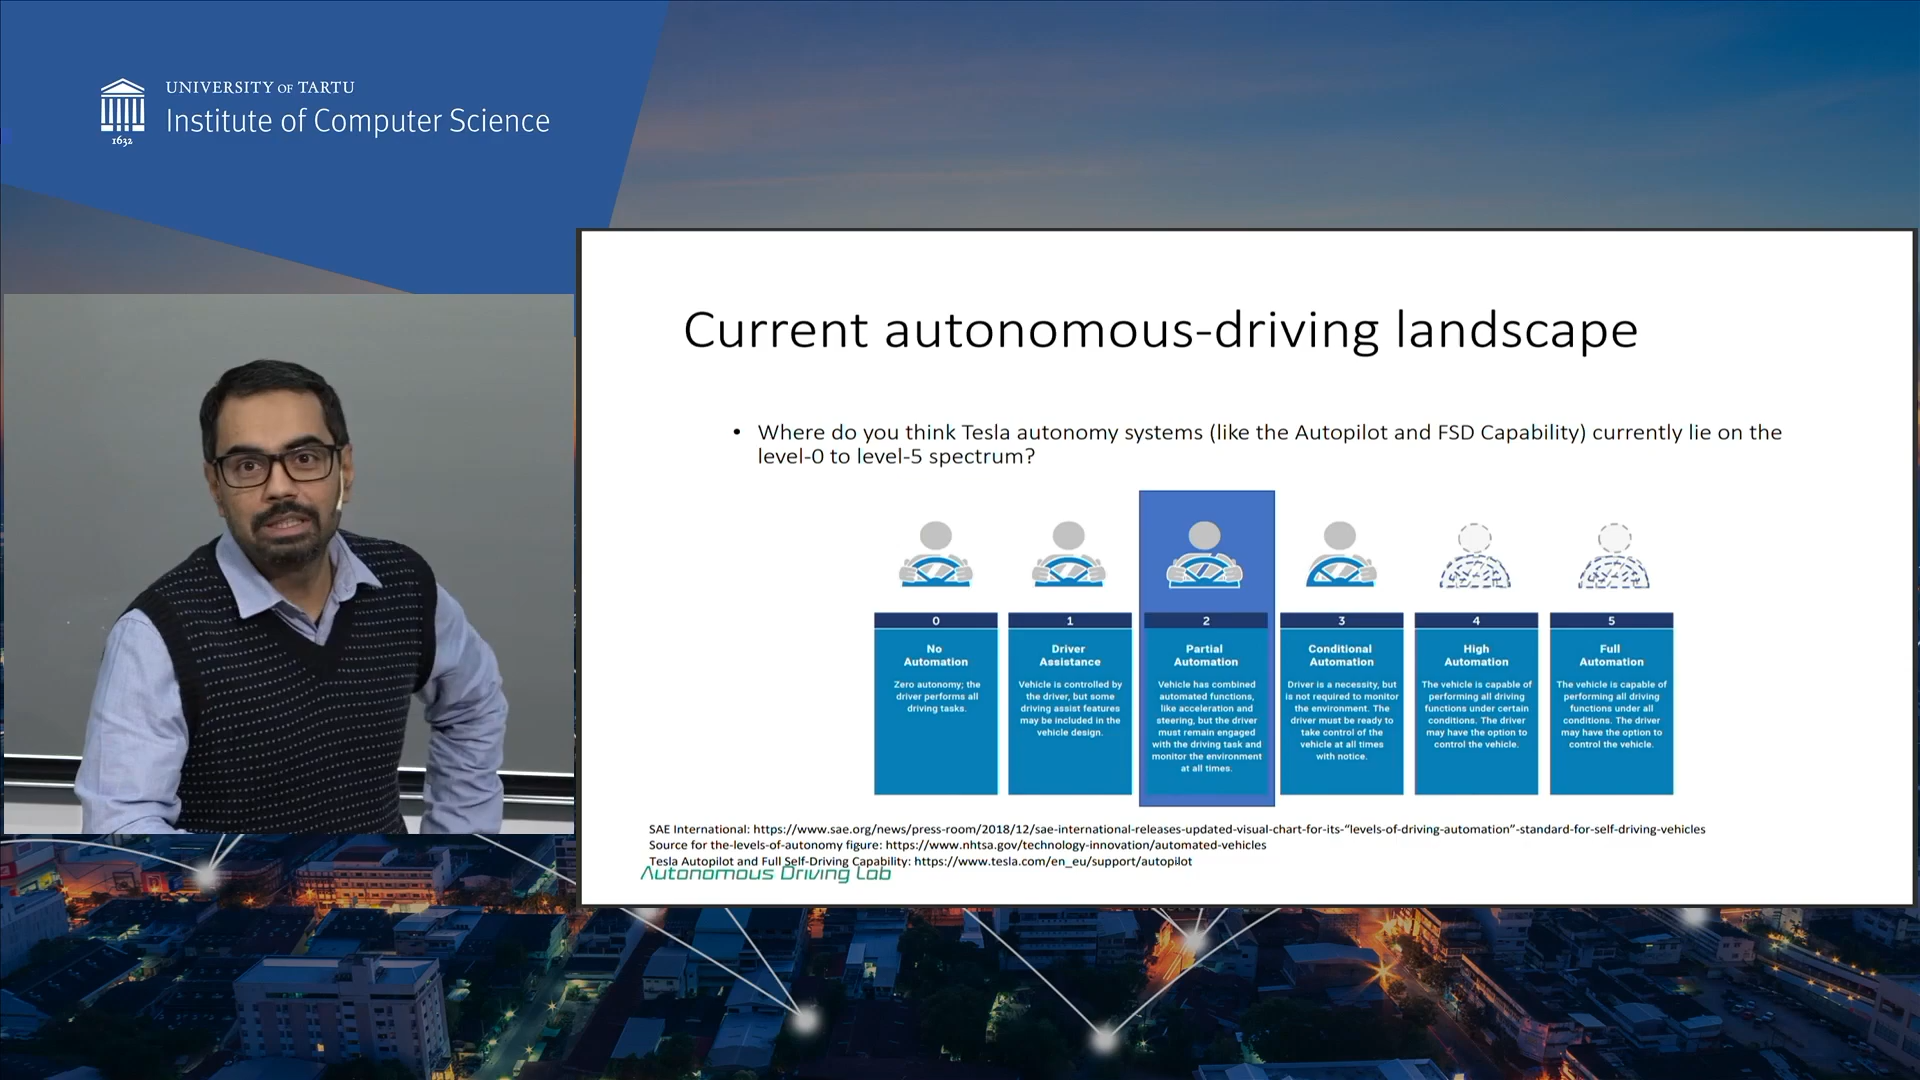 UNIVERSITY OF TARTU
Institute of Computer Science
1632
Current autonomous-driving landscape
• Where do you think Tesla autonomy systems (like the Autopilot and FSD Capability) currently lie on the
level-0 to level-5 spectrum?
0
No
Automation
Zero autonomy; the
driver performs all
driving tasks.
1
Driver
Assistance
Vehicle is controlled by
the driver, but some
driving assist features
may be included in the
vehicle design.
2
Partial
Automation
Vehicle has combined
automated functions,
like acceleration and
steering, but the driver
must remain engaged
with the driving task and
monitor the environment
at all times.
3
Conditional
Automation
Driver is a necessity, but
is not required to monitor
the environment. The
driver must be ready to
take control of the
vehicle at all times
with notice.
4
High
Automation
The vehicle is capable of
performing all driving
functions under certain
conditions. The driver
may have the option to
control the vehicle.
5
Full
Automation
The vehicle is capable of
performing all driving
functions under all
conditions. The driver
may have the option to
control the vehicle.
SAE International: https://www.sae.org/news/press-room/2018/12/sae-international-releases-updated-visual-chart-for-its-“levels-of-driving-automation”-standard-for-self-driving-vehicles
Source for the-levels-of-autonomy figure: https://www.nhtsa.gov/technology-innovation/automated-vehicles
Tesla Autopilot and Full Self-Driving Capability: https://www.tesla.com/en_eu/support/autopilot
Autonomous Driving Lab